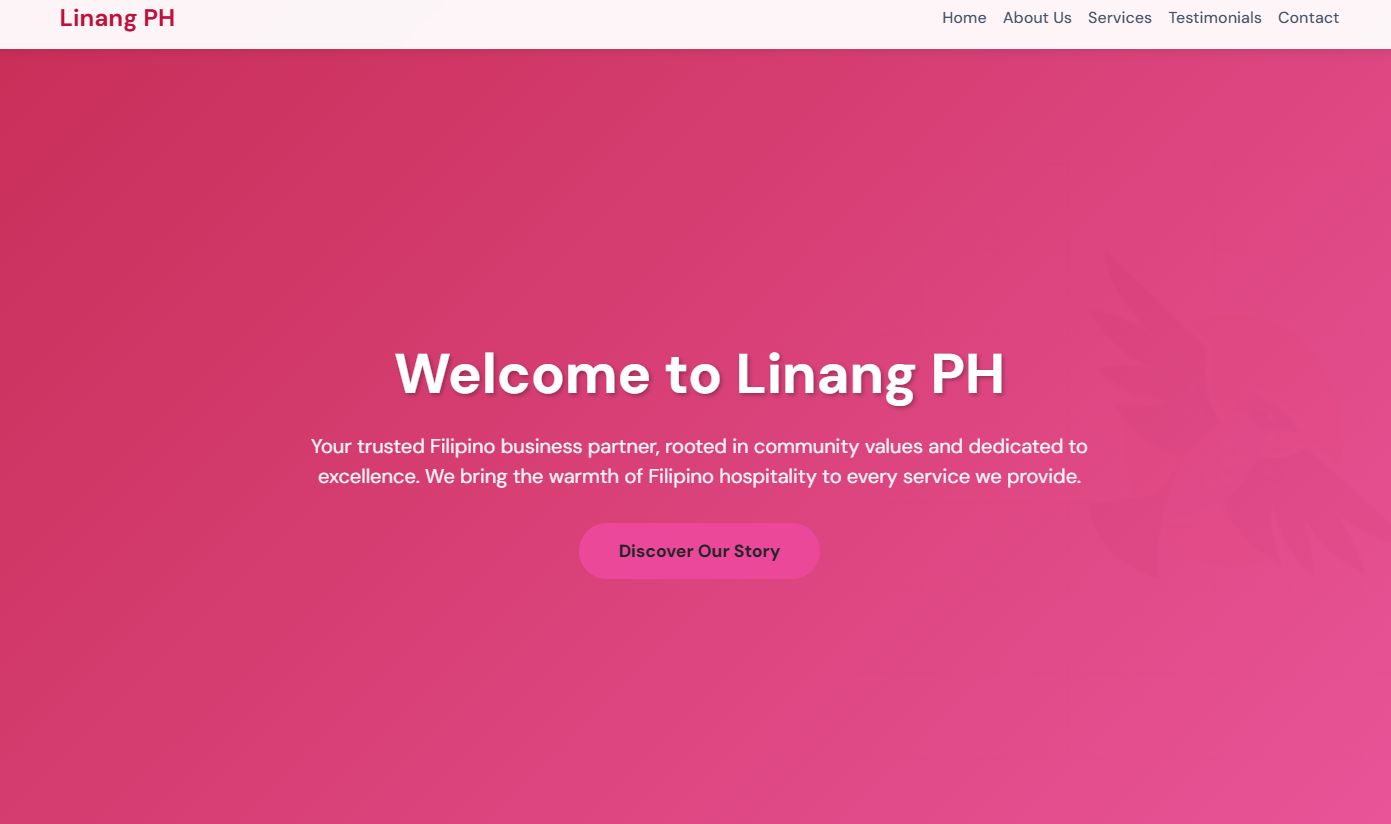 Linang PH
Home About Us Services Testimonials Contact
Welcome to Linang PH
Your trusted Filipino business partner, rooted in community values and dedicated to
excellence. We bring the warmth of Filipino hospitality to every service we provide.
Discover Our Story